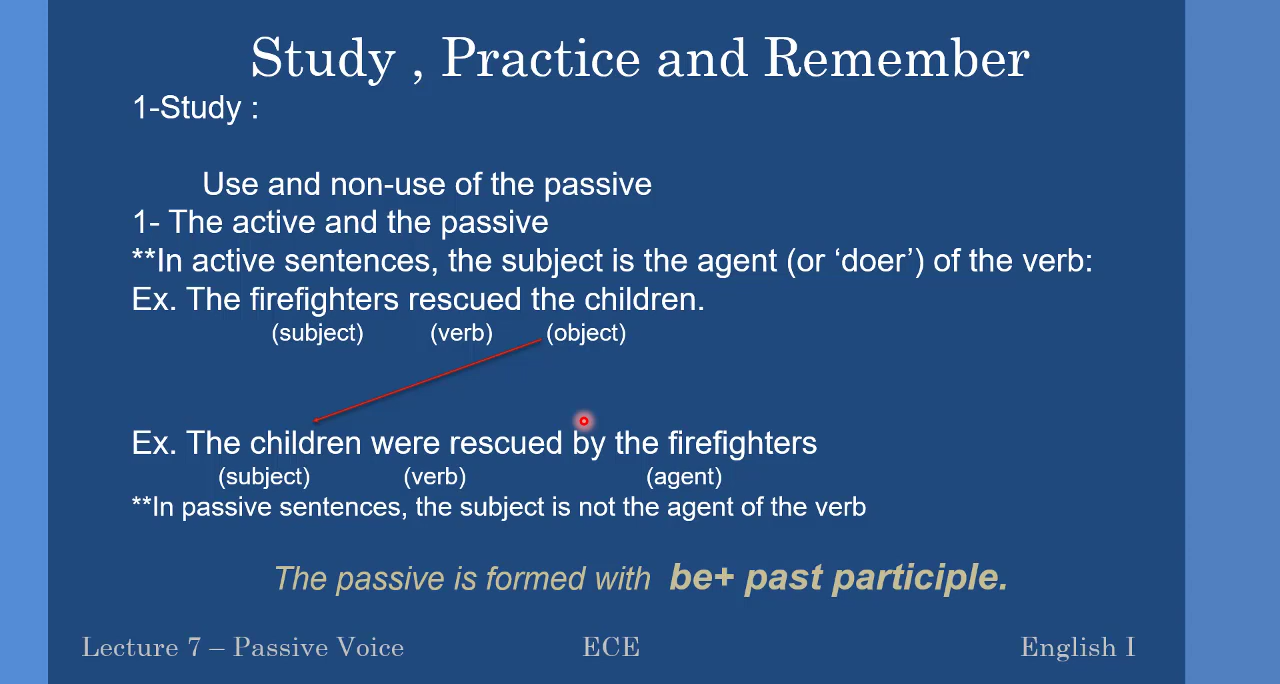 Study , Practice and Remember
1-Study :
Use and non-use of the passive
1- The active and the passive
**In active sentences, the subject is the agent (or ‘doer’) of the verb:
Ex. The firefighters rescued the children.
(subject) (verb) (object)
Ex. The children were rescued by the firefighters
(subject) (verb) (agent)
**In passive sentences, the subject is not the agent of the verb
The passive is formed with be+ past participle.
Lecture 7 – Passive Voice ECE English I